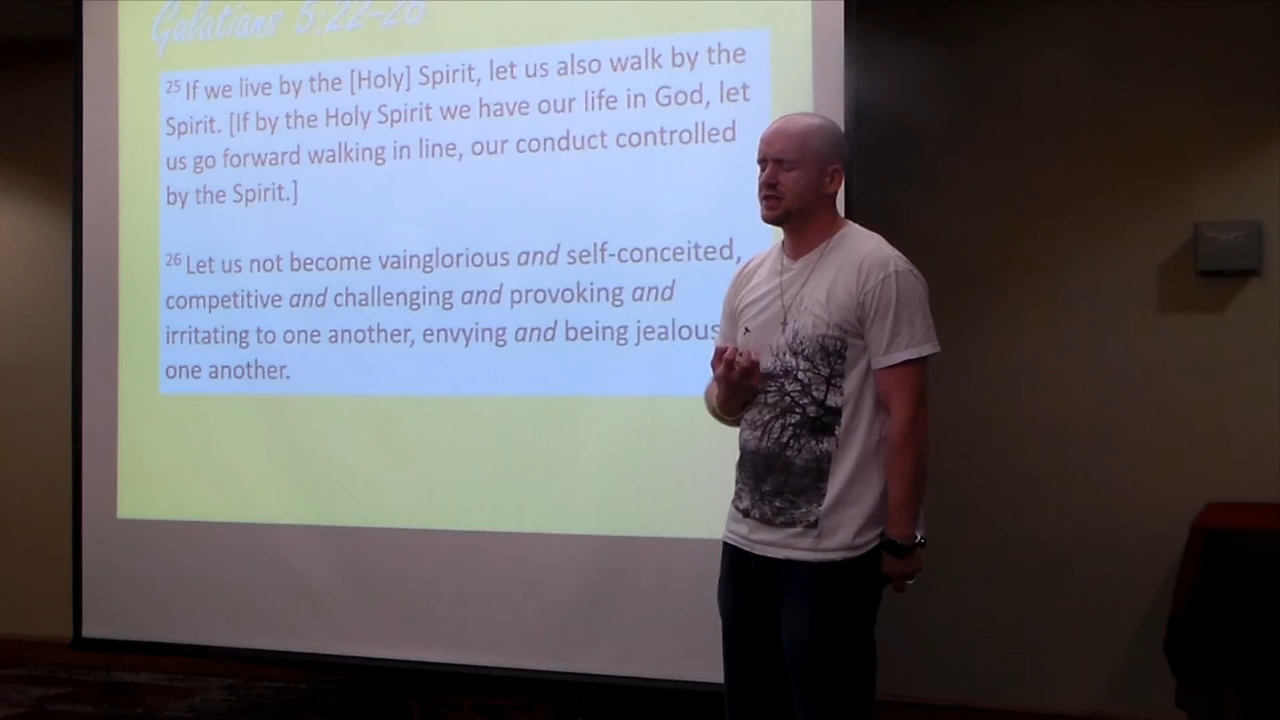 Galatians 5:22-26
25 If we live by the [Holy] Spirit, let us also walk by the
Spirit. [If by the Holy Spirit we have our life in God, let
us go forward walking in line, our conduct controlled
by the Spirit.]
26 Let us not become vainglorious and self-conceited,
competitive and challenging and provoking and
irritating to one another, envying and being jealous
one another.